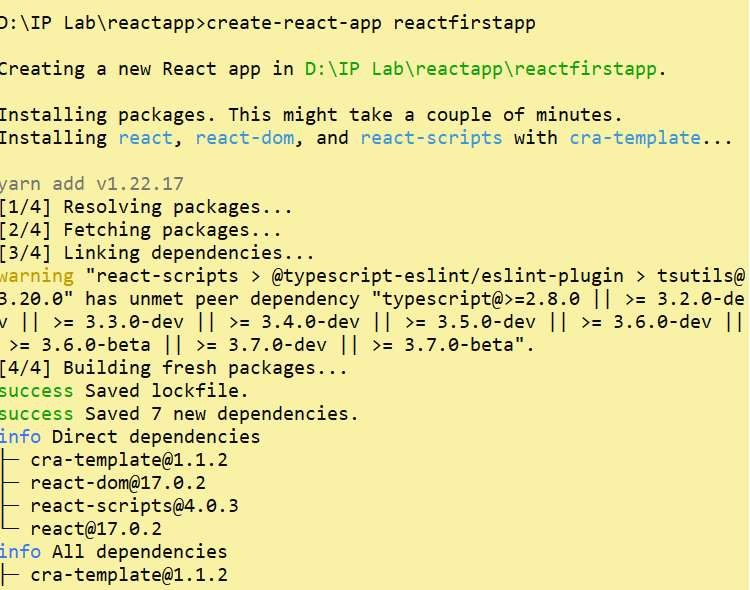 D:\IP Lab\reactapp>create-react-app reactfirstapp
Creating a new React app in D:\IP Lab\reactapp\reactfirstapp.
Installing packages. This might take a couple of minutes.
Installing react, react-dom, and react-scripts with cra-template...
yarn add v1.22.17
[1/4] Resolving packages...
[2/4] Fetching packages...
[3/4] Linking dependencies...
warning "react-scripts > @typescript-eslint/eslint-plugin > tsutils@
3.20.0" has unmet peer dependency "typescript@>=2.8.0 || >= 3.2.0-de
v || >= 3.3.0-dev || >= 3.4.0-dev || >= 3.5.0-dev || >= 3.6.0-dev ||
>= 3.6.0-beta || >= 3.7.0-dev || >= 3.7.0-beta".
[4/4] Building fresh packages...
success Saved lockfile.
success Saved 7 new dependencies.
info Direct dependencies
├─ cra-template@1.1.2
├─ react-dom@17.0.2
├─ react-scripts@4.0.3
└─ react@17.0.2
info All dependencies
├─ cra-template@1.1.2